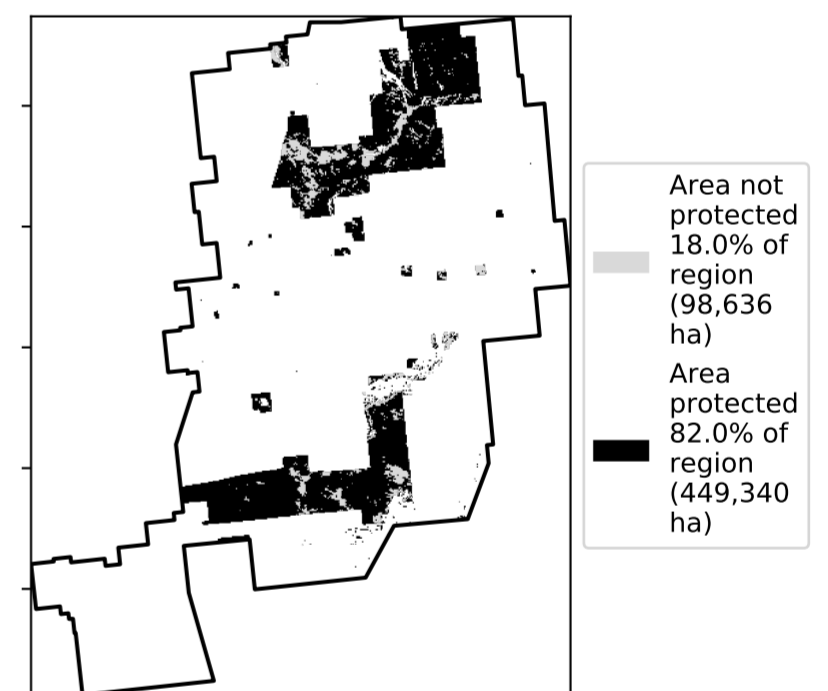 Area not
protected
18.0% of
region
(98,636
ha)
Area
protected
82.0% of
region
(449,340
ha)